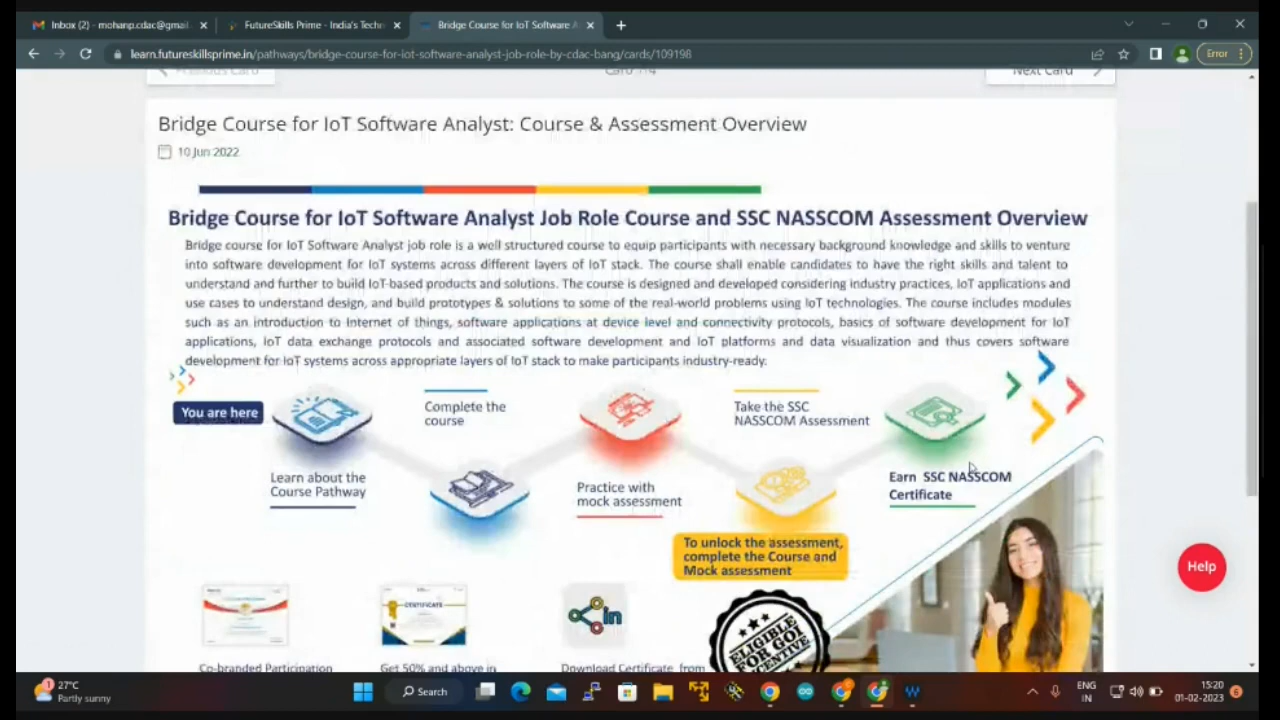 Inbox (2) - mohanp.cdac@gmail
FutureSkills Prime - India's Techn
Bridge Course for IoT Software A
learn.futureskillsprime.in/pathways/bridge-course-for-iot-software-analyst-job-role-by-cdac-bang/cards/109198
Error
Previous Card
Next Card
Bridge Course for IoT Software Analyst: Course & Assessment Overview
10 Jun 2022
Bridge Course for IoT Software Analyst Job Role Course and SSC NASSCOM Assessment Overview
Bridge course for IoT Software Analyst job role is a well structured course to equip participants with necessary background knowledge and skills to venture
into software development for IoT systems across different layers of IoT stack. The course shall enable candidates to have the right skills and talent to
understand and further to build IoT-based products and solutions. The course is designed and developed considering industry practices, IoT applications and
use cases to understand design, and build prototypes & solutions to some of the real-world problems using IoT technologies. The course includes modules
such as an introduction to Internet of things, software applications at device level and connectivity protocols, basics of software development for IoT
applications, IoT data exchange protocols and associated software development and IoT platforms and data visualization and thus covers software
development for IoT systems across appropriate layers of IoT stack to make participants industry-ready.
You are here
Complete the
course
Take the SSC
NASSCOM Assessment
Learn about the
Course Pathway
Practice with
mock assessment
Earn SSC NASSCOM
Certificate
To unlock the assessment,
complete the Course and
Mock assessment
Help
CERTIFICATE
in
ELIGIBLE
FOR GOI
INCENTIVE
Co-branded Participation
Get 50% and above in
Download Certificate from
27°C
Partly sunny
Search
ENG
IN
15:20
01-02-2023
6